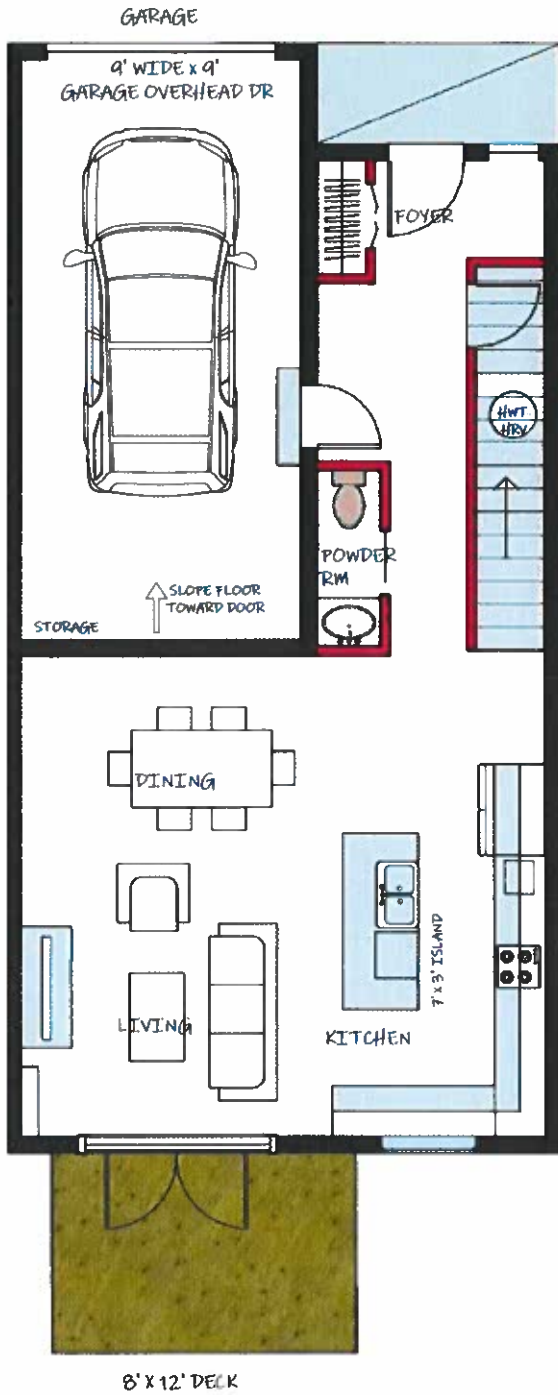 GARAGE
9' WIDE x 9'
GARAGE OVERHEAD DR
FOYER
HWT
HRV
POWDER
RM
SLOPE FLOOR
TOWARD DOOR
STORAGE
DINING
7' x 3' ISLAND
LIVING
KITCHEN
8' X 12' DECK